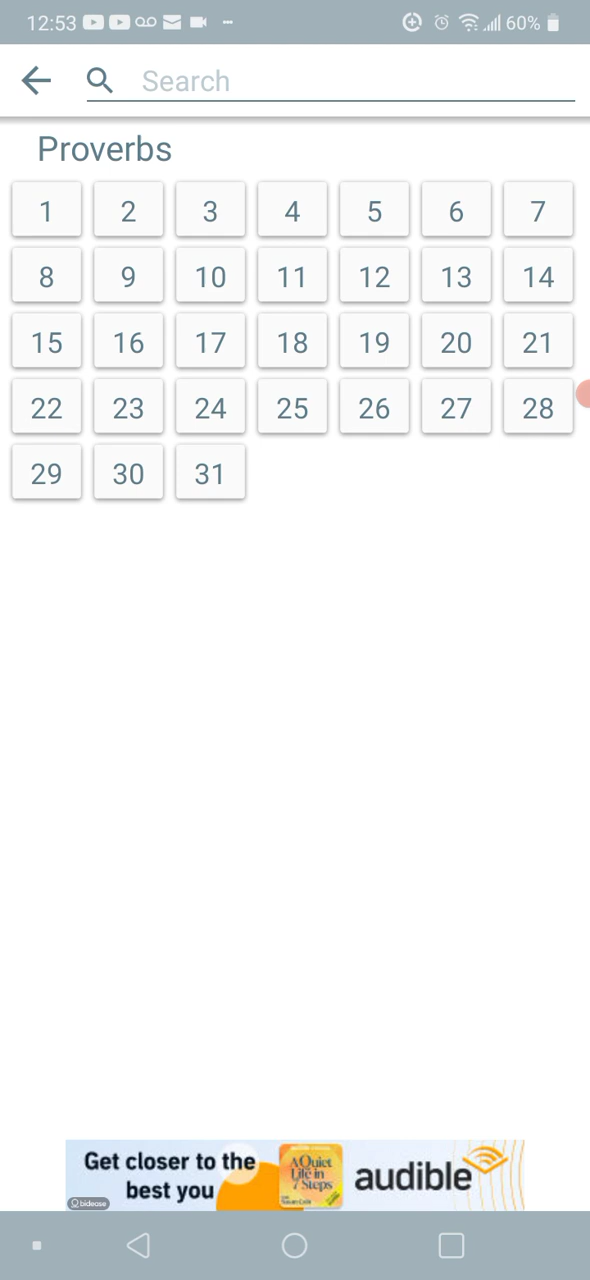 12:53 60%
Search
Proverbs
1 2 3 4 5 6 7
8 9 10 11 12 13 14
15 16 17 18 19 20 21
22 23 24 25 26 27 28
29 30 31
Get closer to the
best you
bidease
A Quiet
Life in
7 Steps
audible